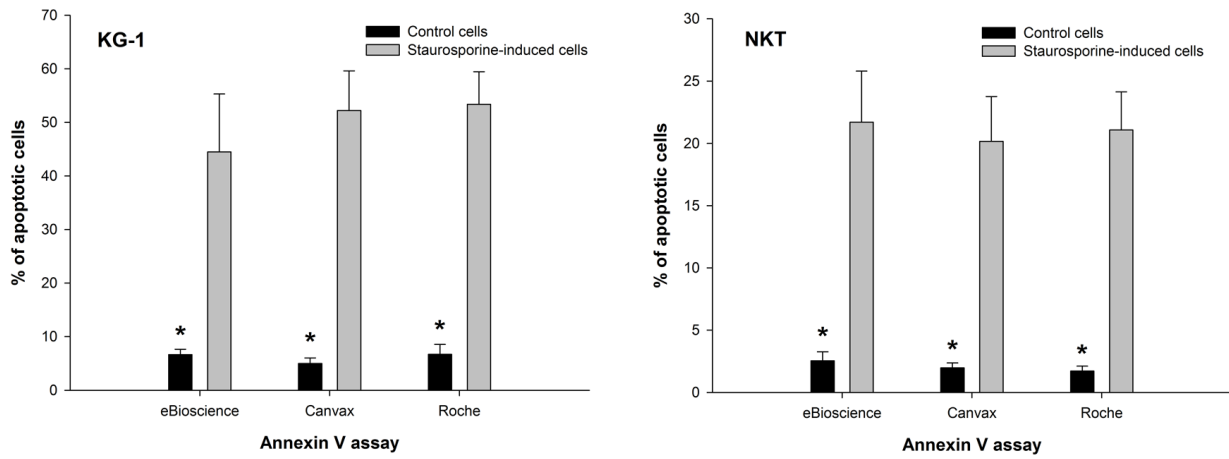 KG-1
Control cells
Staurosporine-induced cells
% of apoptotic cells
70
60
50
40
30
20
10
0
*
*
*
eBioscience
Canvax
Roche
Annexin V assay
NKT
Control cells
Staurosporine-induced cells
% of apoptotic cells
30
25
20
15
10
5
0
*
*
*
eBioscience
Canvax
Roche
Annexin V assay